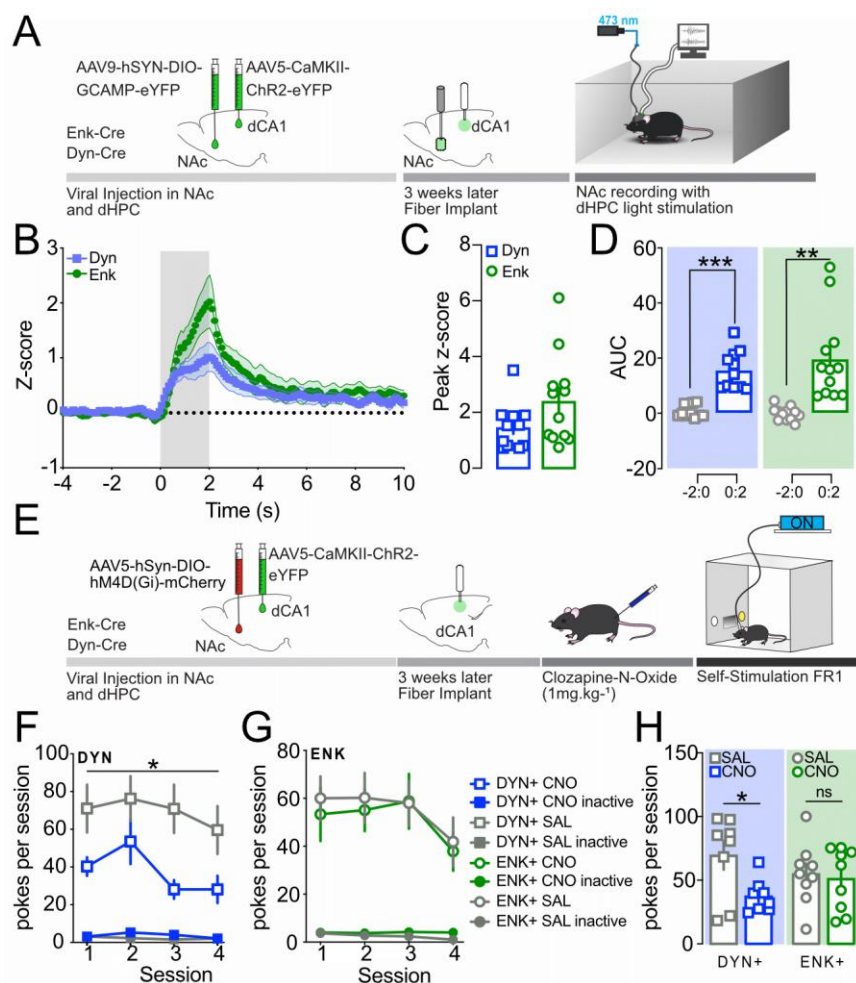 A
AAV9-hSYN-DIO-
GCAMP-eYFP
AAV5-CaMKII-
ChR2-eYFP
Enk-Cre
Dyn-Cre
dCA1
NAc
dCA1
NAc
473 nm
Viral Injection in NAc
and dHPC
3 weeks later
Fiber Implant
NAc recording with
dHPC light stimulation
B
Dyn
Enk
Z-score
3
2
1
0
-1
-4
-2
0
2
4
6
8
10
Time (s)
C
Dyn
Enk
Peak z-score
8
6
4
2
0
D
AUC
60
40
20
0
-20
***
**
-2:0
0:2
-2:0
0:2
E
AAV5-hSyn-DIO-
hM4D(Gi)-mCherry
AAV5-CaMKII-ChR2-
eYFP
Enk-Cre
Dyn-Cre
dCA1
NAc
dCA1
ON
Viral Injection in NAc
and dHPC
3 weeks later
Fiber Implant
Clozapine-N-Oxide
(1mg.kg-¹)
Self-Stimulation FR1
F
DYN
*
pokes per session
100
80
60
40
20
0
1
2
3
4
Session
G
ENK
pokes per session
80
60
40
20
0
1
2
3
4
Session
DYN+ CNO
DYN+ CNO inactive
DYN+ SAL
DYN+ SAL inactive
ENK+ CNO
ENK+ CNO inactive
ENK+ SAL
ENK+ SAL inactive
H
SAL
CNO
SAL
CNO
*
ns
pokes per session
150
100
50
0
DYN+
ENK+